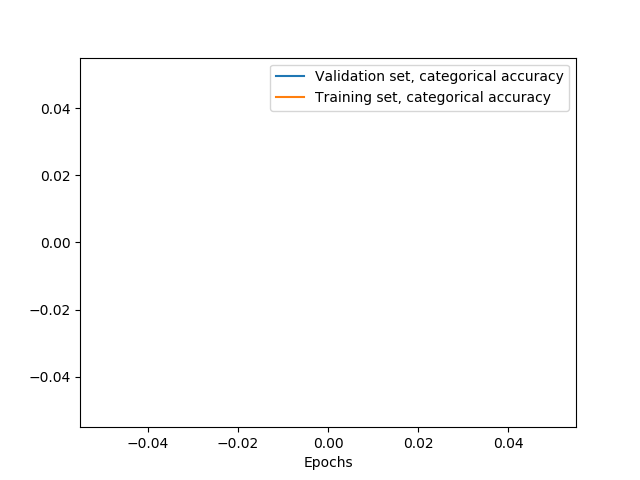 Validation set, categorical accuracy
Training set, categorical accuracy
0.04
0.02
0.00
−0.02
−0.04
−0.04 −0.02 0.00 0.02 0.04
Epochs